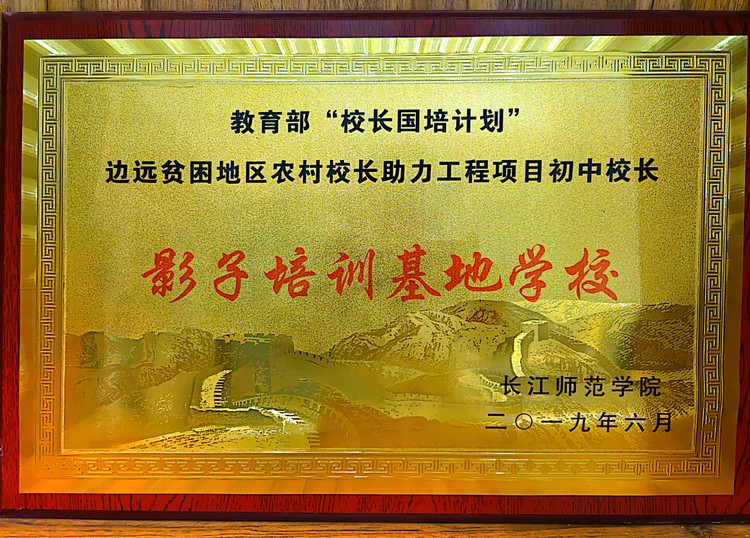 教育部“校长国培计划”
边远贫困地区农村校长助力工程项目初中校长
影子培训基地学校
长江师范学院
二〇一九年六月